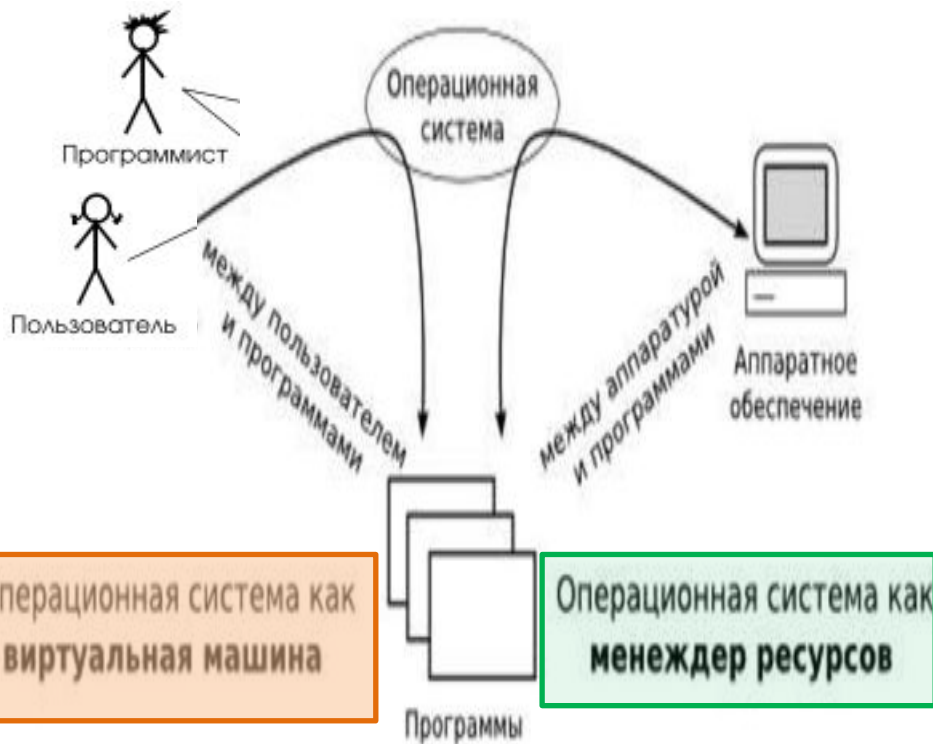 Операционная
система
Программист
Пользователь
между пользователем
и программами
между аппаратурой
и программами
Аппаратное
обеспечение
перационная система как
виртуальная машина
Операционная система как
менеждер ресурсов
Программы